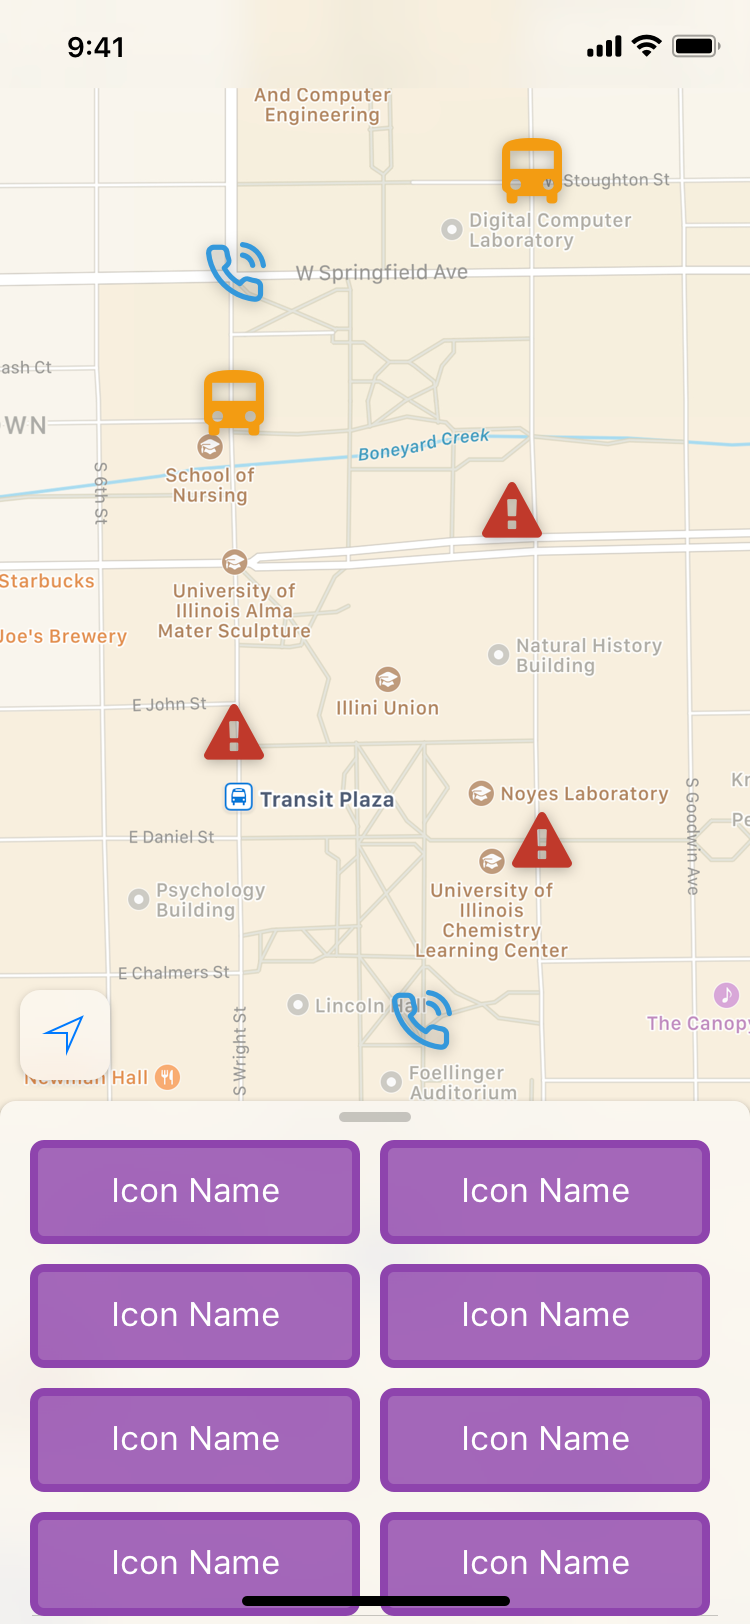 9:41
And Computer
Engineering
Stoughton St
Digital Computer
Laboratory
W Springfield Ave
ash Ct
OWN
Boneyard Creek
School of
Nursing
S 6th St
University of
Illinois Alma
Mater Sculpture
Starbucks
Joe's Brewery
Natural History
Building
Illini Union
E John St
Transit Plaza
Noyes Laboratory
Kr
S Goodwin Ave
Pe
E Daniel St
Psychology
Building
University of
Illinois
Chemistry
Learning Center
E Chalmers St
Lincoln Hall
S Wright St
The Canopy
Newman Hall
Foellinger
Auditorium
Icon Name
Icon Name
Icon Name
Icon Name
Icon Name
Icon Name
Icon Name
Icon Name